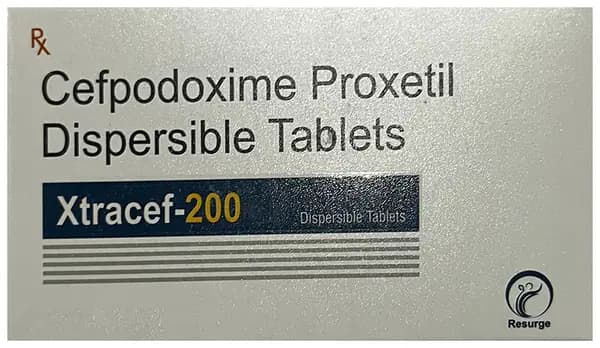 Rx
Cefpodoxime Proxetil
Dispersible Tablets
Xtracef-200
Dispersible Tablets
Resurge